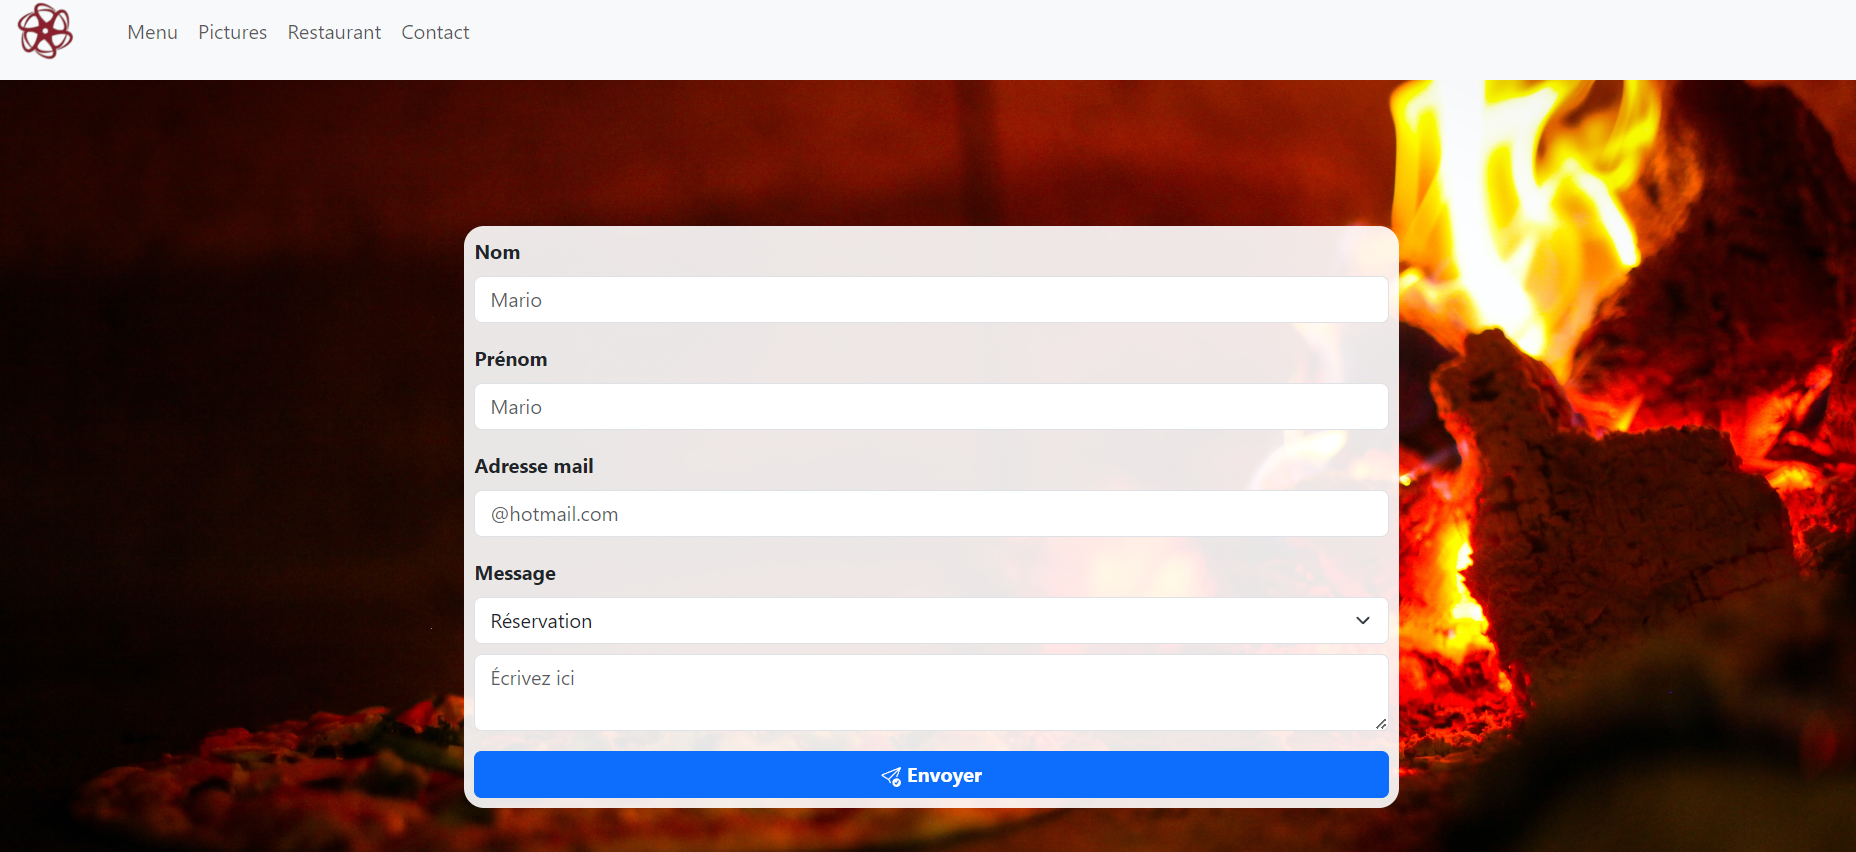 Menu Pictures Restaurant Contact
Nom
Mario
Prénom
Mario
Adresse mail
@hotmail.com
Message
Réservation
Écrivez ici
Envoyer